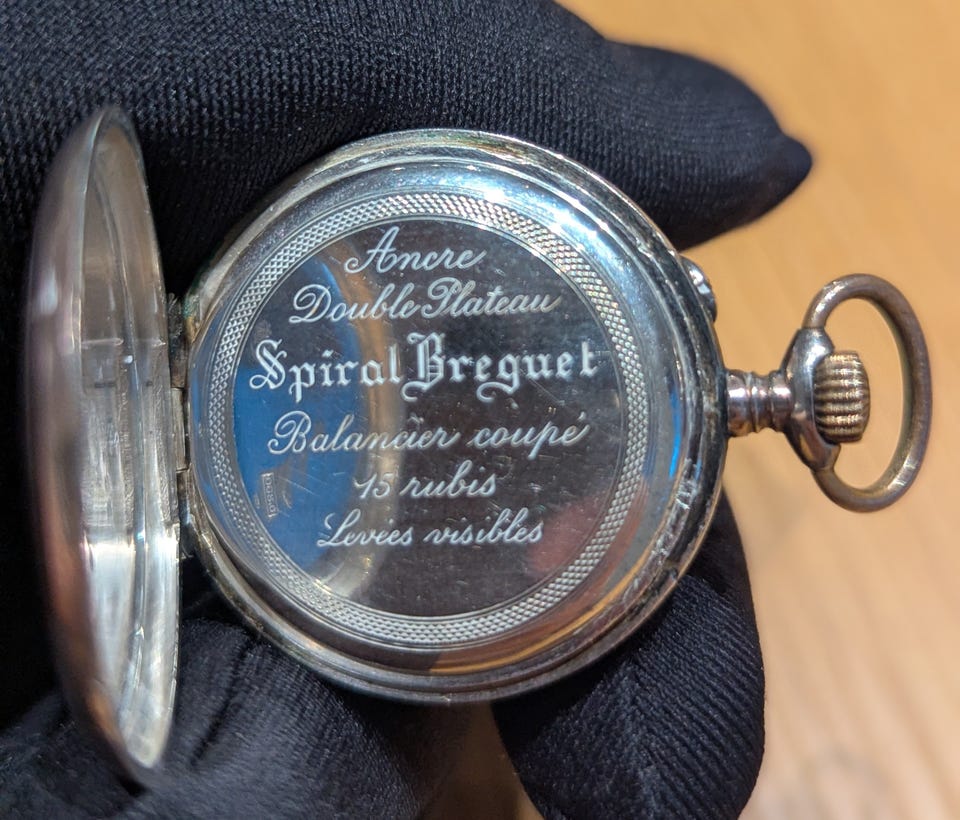 Ancre
Double Plateau
Spiral Breguet
Balancier coupé
15 rubis
Levées visibles